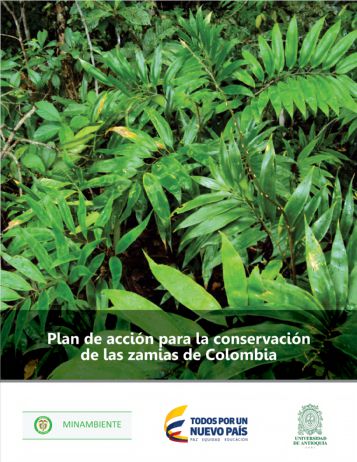 Plan de acción para la conservación
de las zamias de Colombia
MINAMBIENTE
TODOS POR UN
NUEVO PAÍS
PAZ EQUIDAD EDUCACIÓN
UNIVERSIDAD
DE ANTIOQUIA